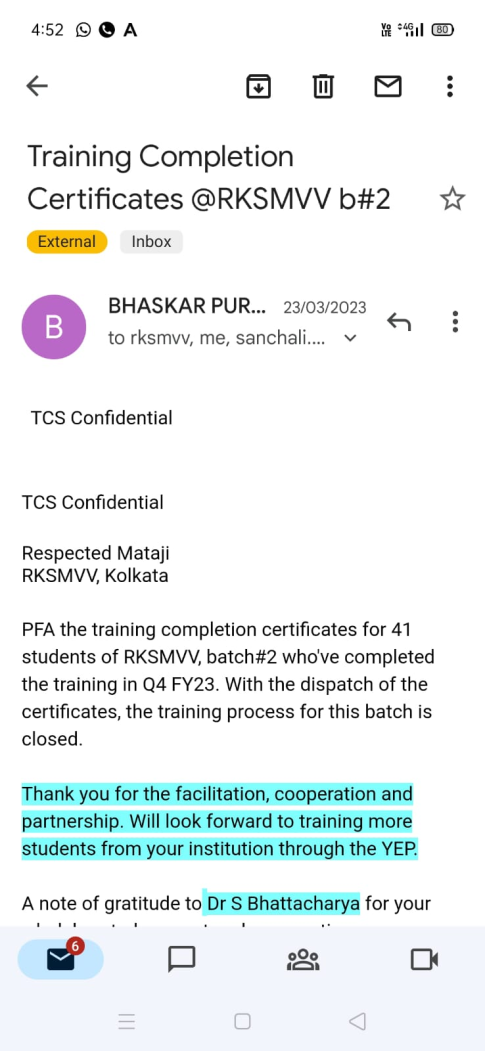 4:52
A
Vo
LTE
4G
80
Training Completion
Certificates @RKSMVV b#2
External
Inbox
B
BHASKAR PUR...
23/03/2023
to rksmvv, me, sanchali....
TCS Confidential
TCS Confidential
Respected Mataji
RKSMVV, Kolkata
PFA the training completion certificates for 41
students of RKSMVV, batch#2 who've completed
the training in Q4 FY23. With the dispatch of the
certificates, the training process for this batch is
closed.
Thank you for the facilitation, cooperation and
partnership. Will look forward to training more
students from your institution through the YEP.
A note of gratitude to Dr S Bhattacharya for your
6